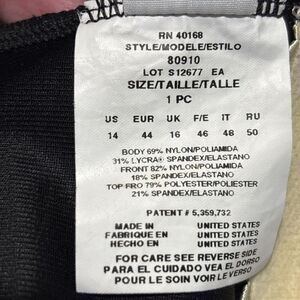 RN 40168
STYLE/MODELE/ESTILO
80910
LOT S12677 EA
SIZE/TAILLE/TALLE
1 PC
US EUR UK F/E IT RU
14 44 16 46 48 50
BODY 69% NYLON/POLIAMIDA
31% LYCRA® SPANDEX/ELASTANO
FRONT 82% NYLON/POLIAMIDA
18% SPANDEX/ELASTANO
TOP FRO 79% POLYESTER/POLIESTER
21% SPANDEX/ELASTANO
PATENT # 5,359,732
MADE IN UNITED STATES
FABRIQUE EN UNITED STATES
HECHO EN UNITED STATES
FOR CARE SEE REVERSE SIDE
PARA EL CUIDADO VEA EL DORSO
POUR LE SOIN VOIR LE VERSO